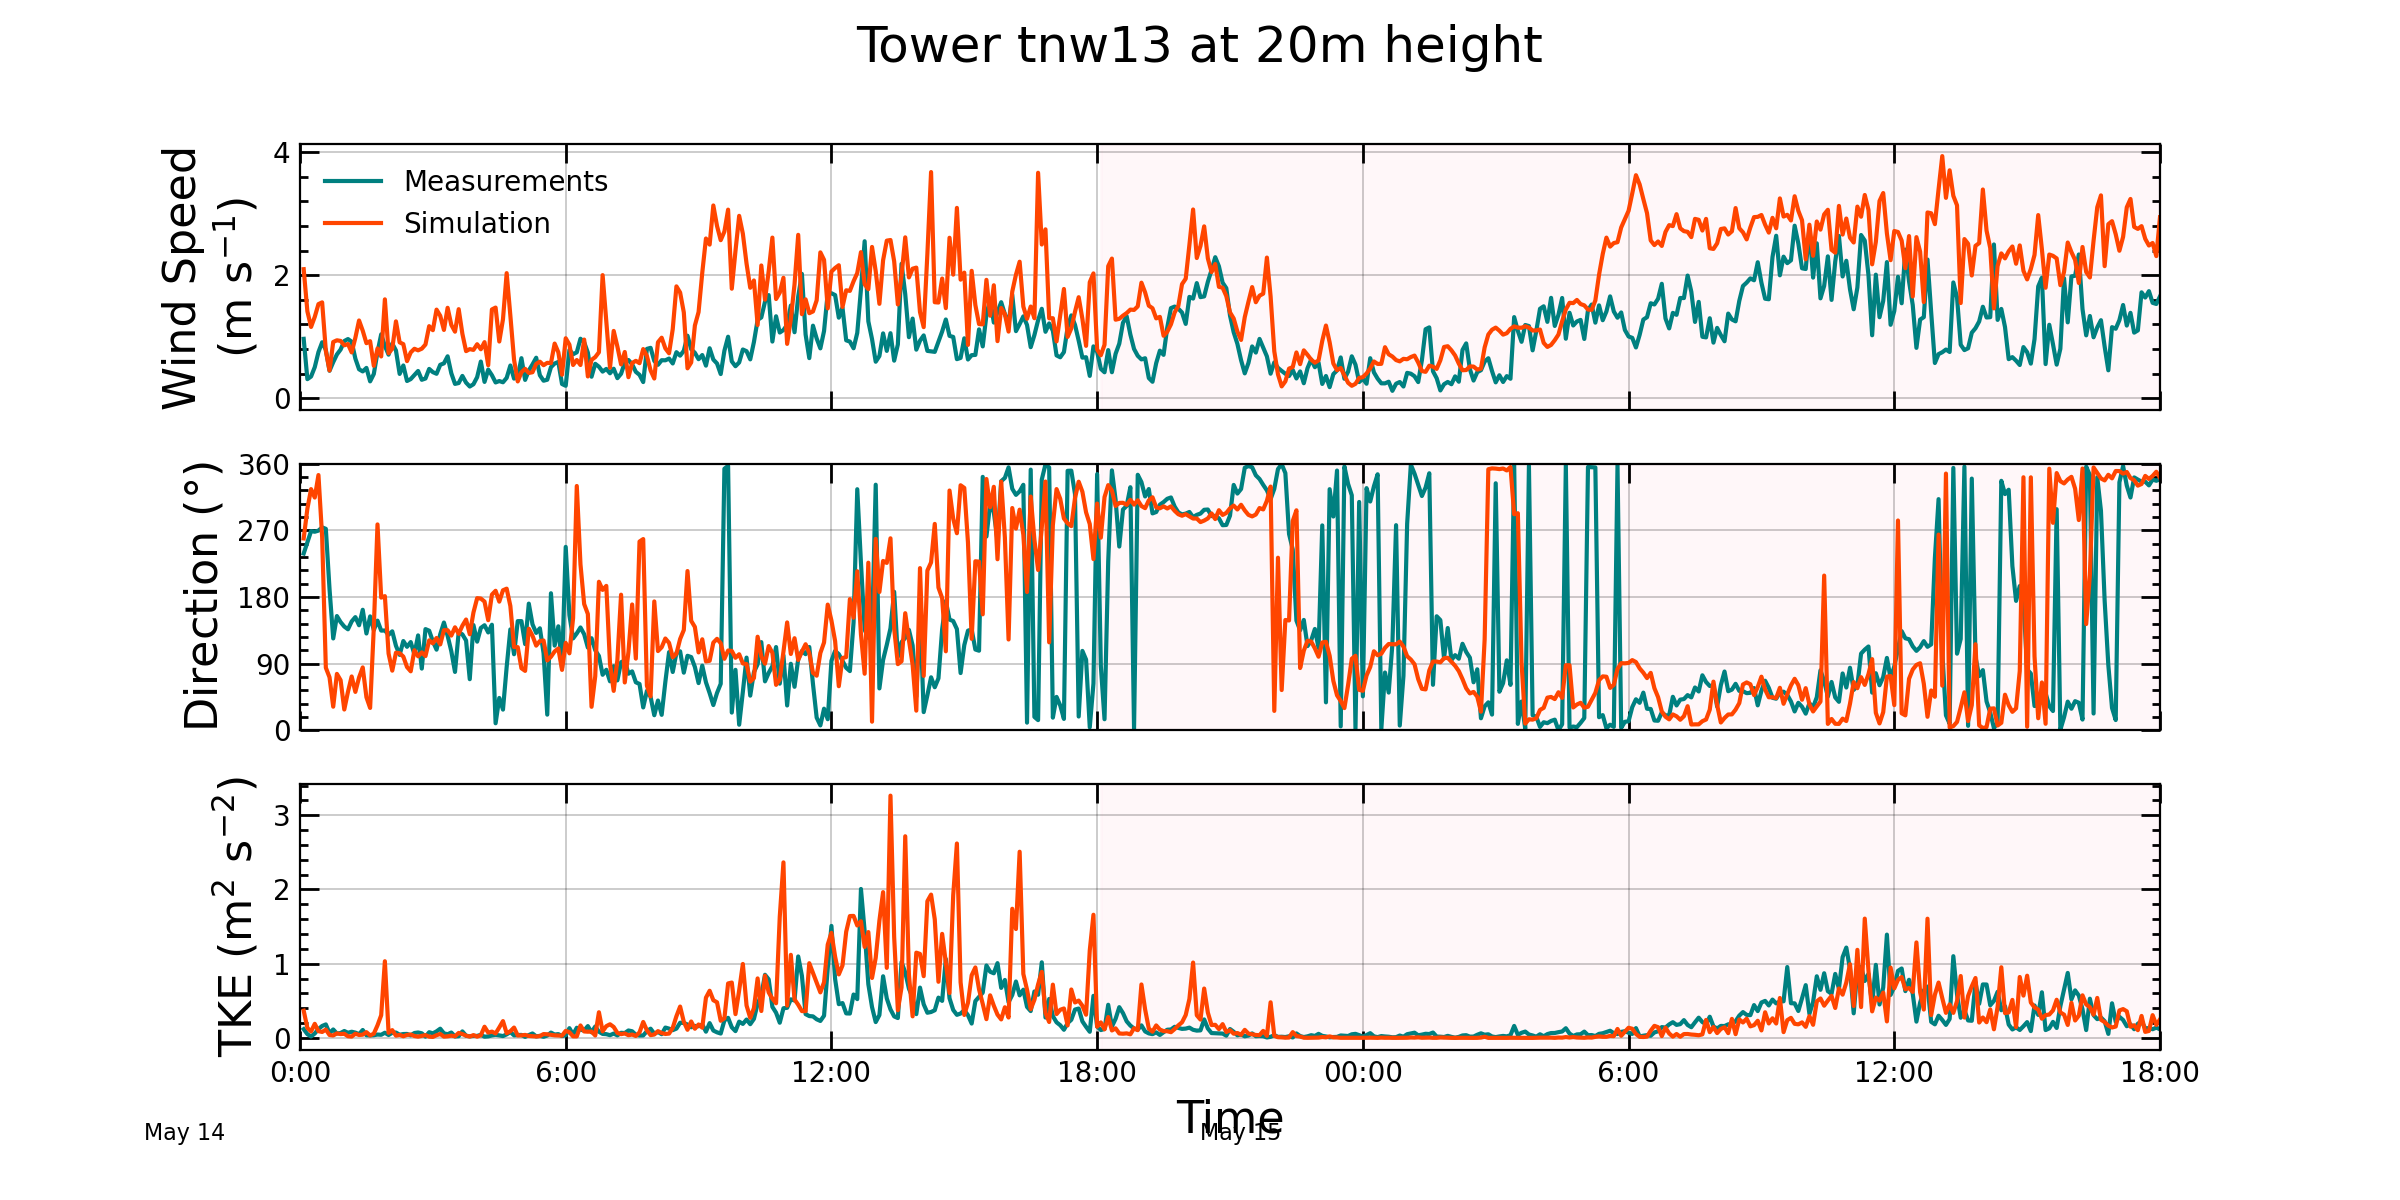 Tower tnw13 at 20m height
Wind Speed
(m s⁻¹)
4
2
0
Measurements
Simulation
Direction (°)
360
270
180
90
0
TKE (m² s⁻²)
3
2
1
0
0:00 6:00 12:00 18:00 00:00 6:00 12:00 18:00
Time
May 14 May 15